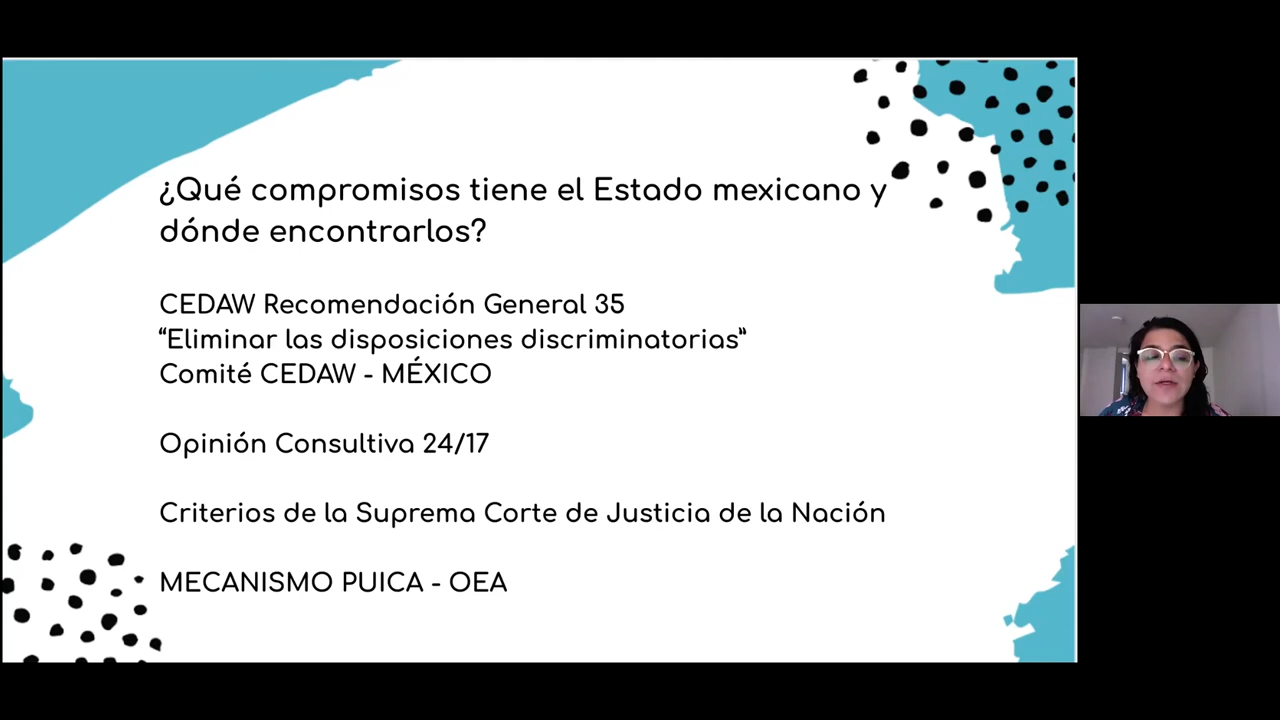 ¿Qué compromisos tiene el Estado mexicano y
dónde encontrarlos?
CEDAW Recomendación General 35
“Eliminar las disposiciones discriminatorias”
Comité CEDAW - MÉXICO
Opinión Consultiva 24/17
Criterios de la Suprema Corte de Justicia de la Nación
MECANISMO PUICA - OEA